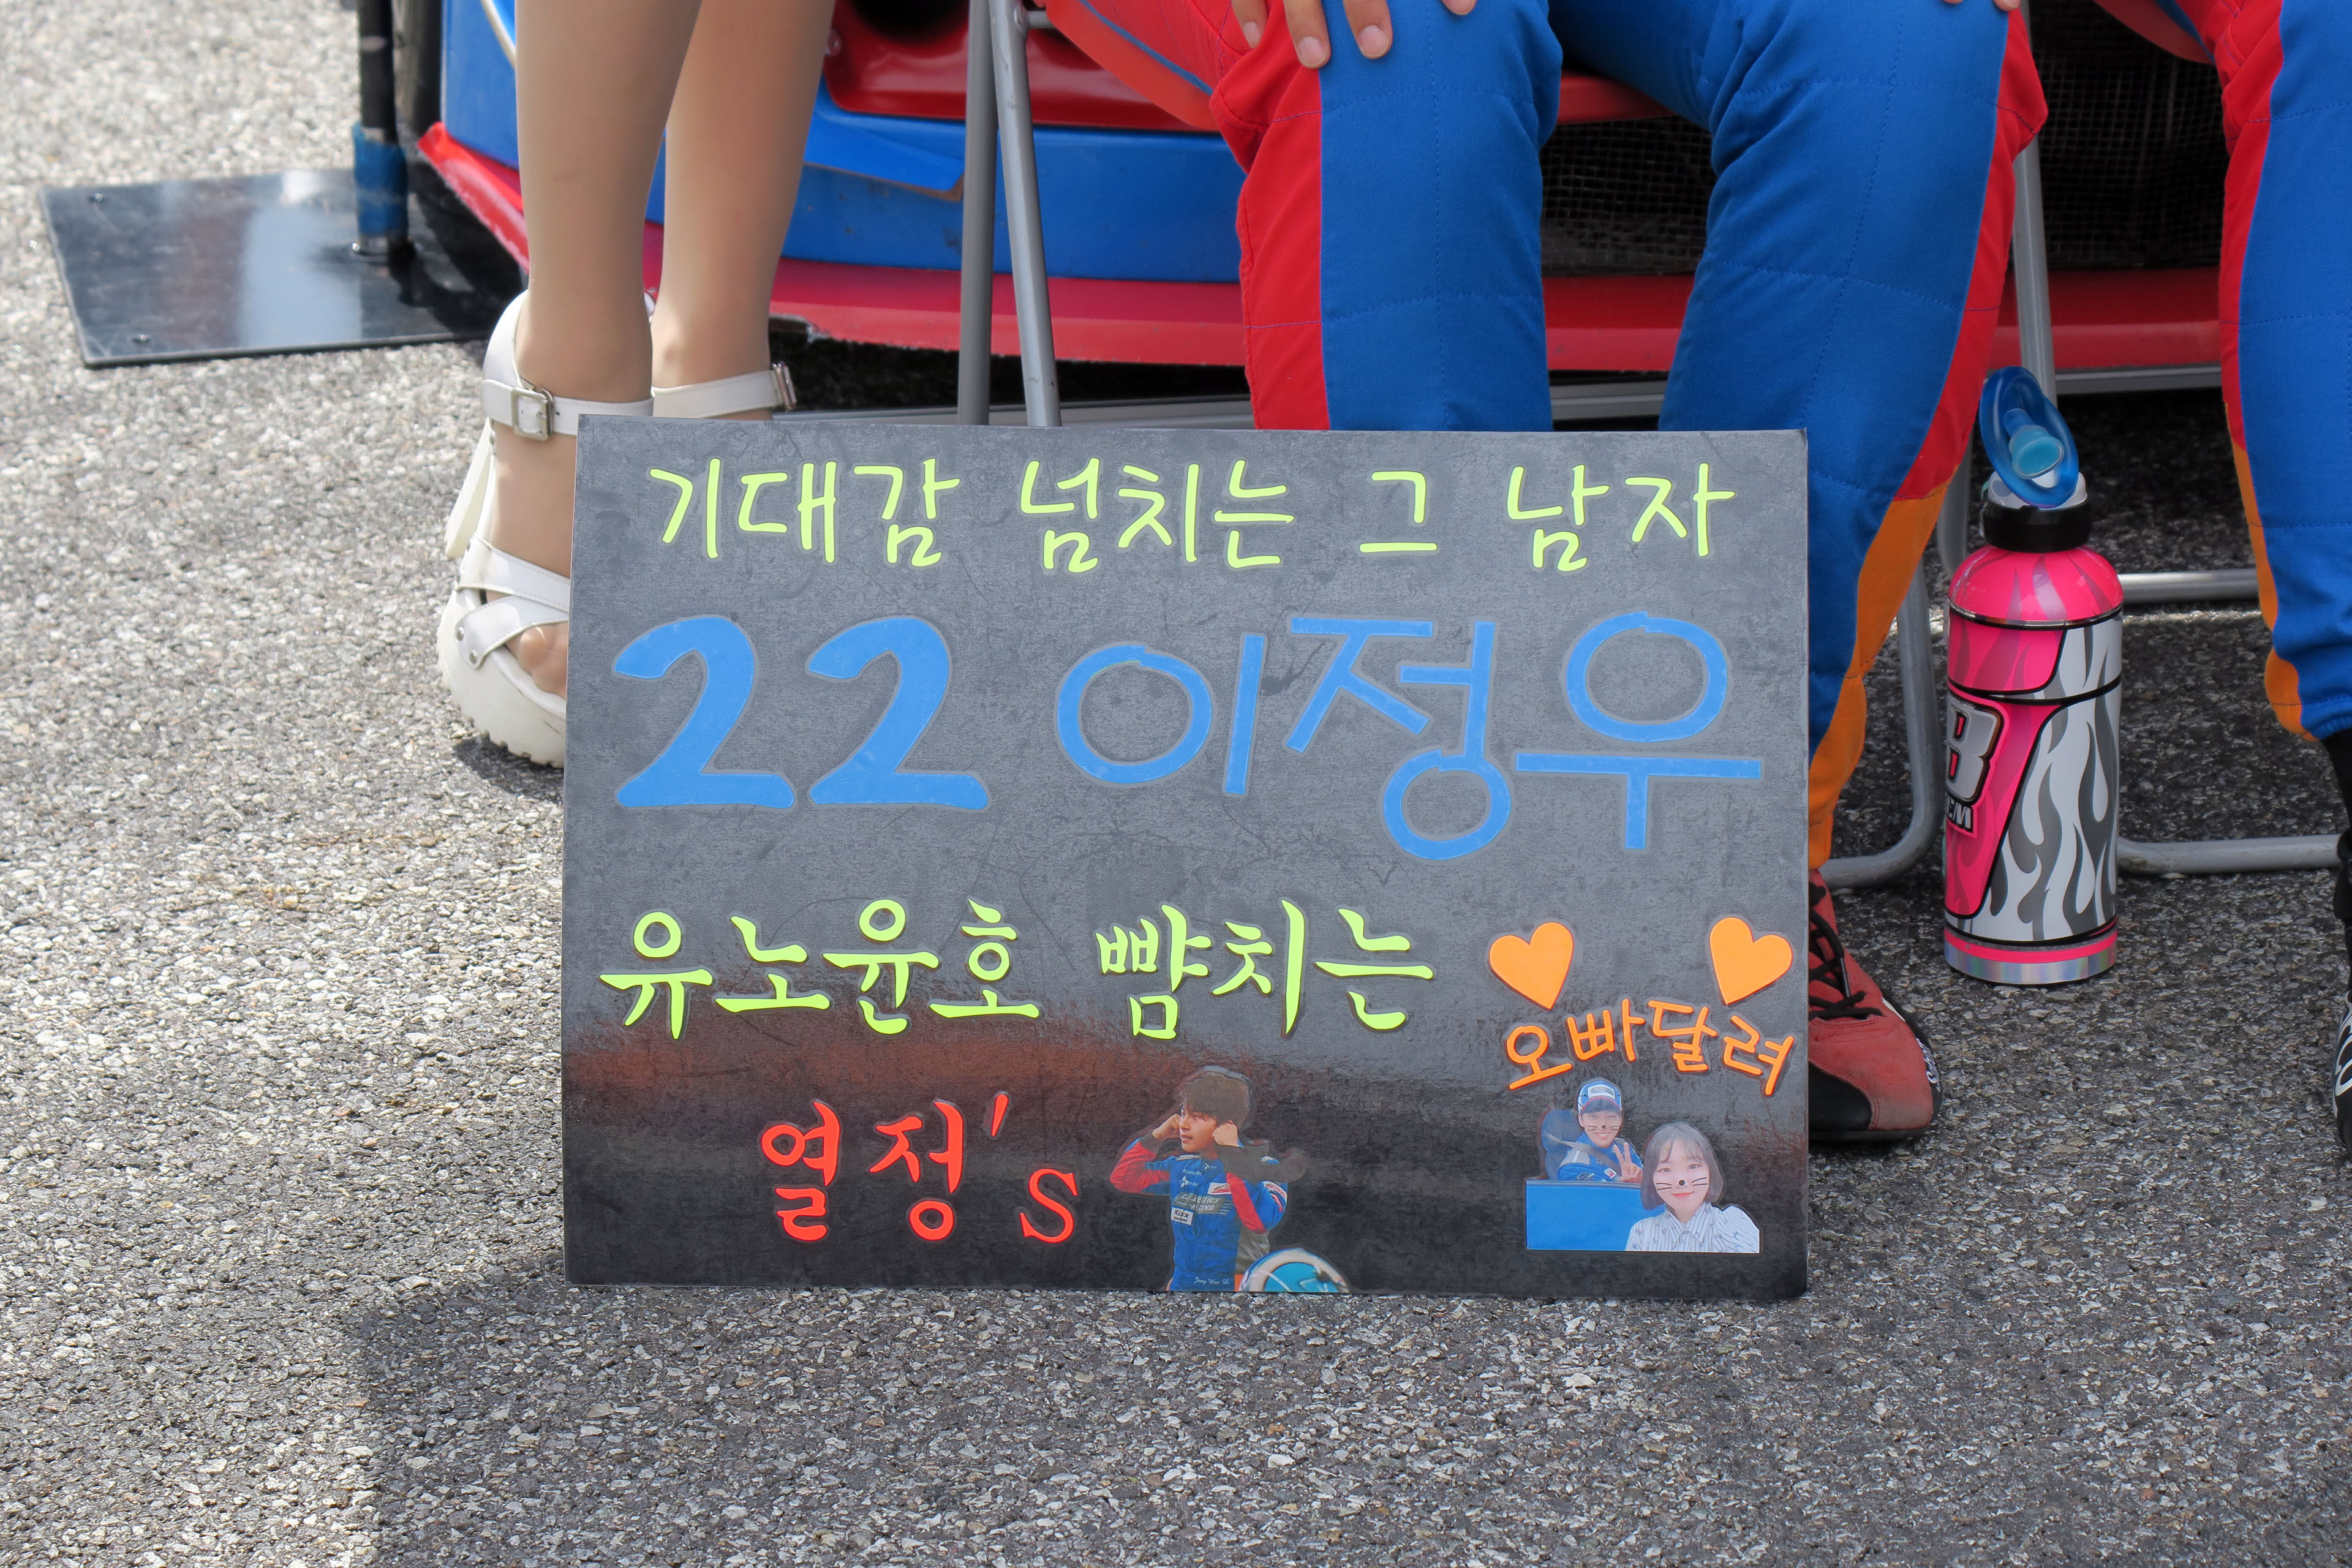 기대감 넘치는 그 남자
22 이정우
유노윤호 뺨치는
오빠달려
열정's